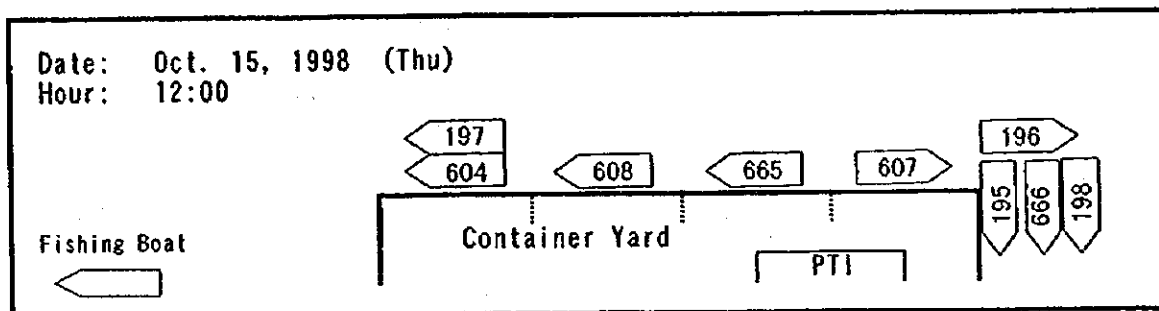 Date: Oct. 15, 1998 (Thu)
Hour: 12:00
197
196
604
608
665
607
195
666
198
Fishing Boat
Container Yard
PTI